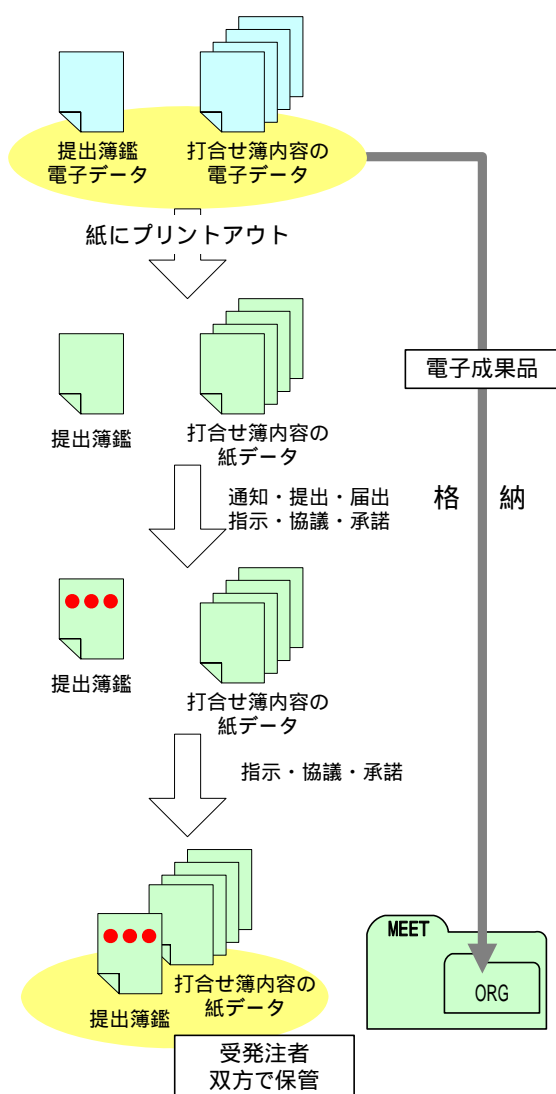 提出簿鑑
電子データ
打合せ簿内容の
電子データ
紙にプリントアウト
提出簿鑑
打合せ簿内容の
紙データ
電子成果品
通知・提出・届出
指示・協議・承諾
格 納
提出簿鑑
打合せ簿内容の
紙データ
指示・協議・承諾
提出簿鑑
打合せ簿内容の
紙データ
MEET
ORG
受発注者
双方で保管